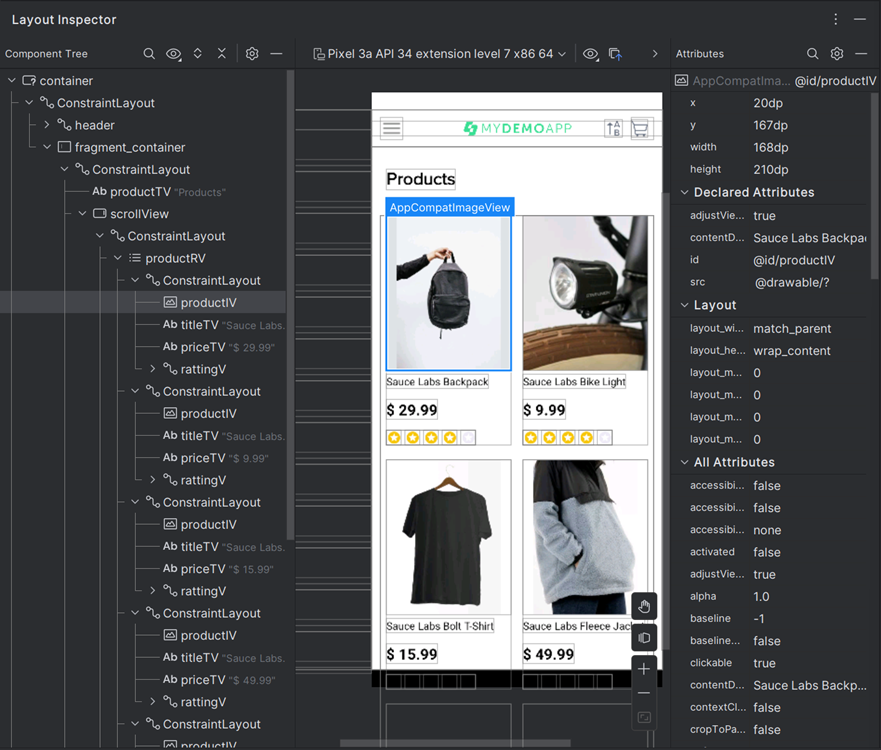 Layout Inspector
Component Tree
Pixel 3a API 34 extension level 7 x86 64
Attributes
container
ConstraintLayout
header
fragment_container
ConstraintLayout
Ab productTV "Products"
scrollView
ConstraintLayout
productRV
ConstraintLayout
productIV
Ab titleTV "Sauce Labs.
Ab priceTV "$ 29.99"
rattingV
ConstraintLayout
productIV
Ab titleTV "Sauce Labs.
Ab priceTV "$ 9.99"
rattingV
ConstraintLayout
productIV
Ab titleTV "Sauce Labs.
Ab priceTV "$ 15.99"
rattingV
ConstraintLayout
productIV
Ab titleTV "Sauce Labs.
Ab priceTV "$ 49.99"
rattingV
ConstraintLayout
productIV
MYDEMOAPP
A
B
Products
AppCompatImageView
Sauce Labs Backpack
$ 29.99
Sauce Labs Bike Light
$ 9.99
Sauce Labs Bolt T-Shirt
$ 15.99
Sauce Labs Fleece Jack
$ 49.99
AppCompatIma... @id/productIV
x 20dp
y 167dp
width 168dp
height 210dp
Declared Attributes
adjustVie... true
contentD... Sauce Labs Backpa
id @id/productIV
src @drawable/?
Layout
layout_wi... match_parent
layout_he... wrap_content
layout_m... 0
layout_m... 0
layout_m... 0
layout_m... 0
All Attributes
accessibi... false
accessibi... false
accessibi... none
activated false
adjustVie... true
alpha 1.0
baseline -1
baseline... false
clickable true
contentD... Sauce Labs Backp...
contextCl... false
cropToPa... false